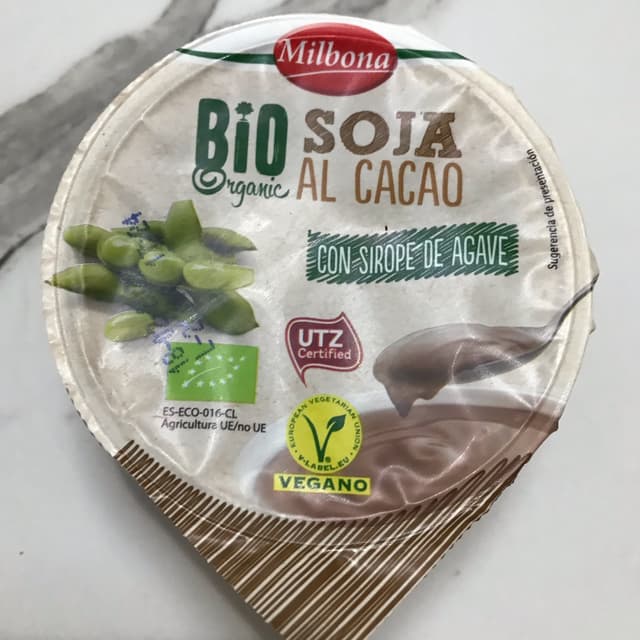 Milbona
BiO
Organic
SOJA
AL CACAO
Sugerencia de presentación
CON SIROPE DE AGAVE
UTZ
Certified
ES-ECO-016-CL
Agricultura UE/no UE
EUROPEAN VEGETARIAN UNION
V-LABEL.EU
VEGANO